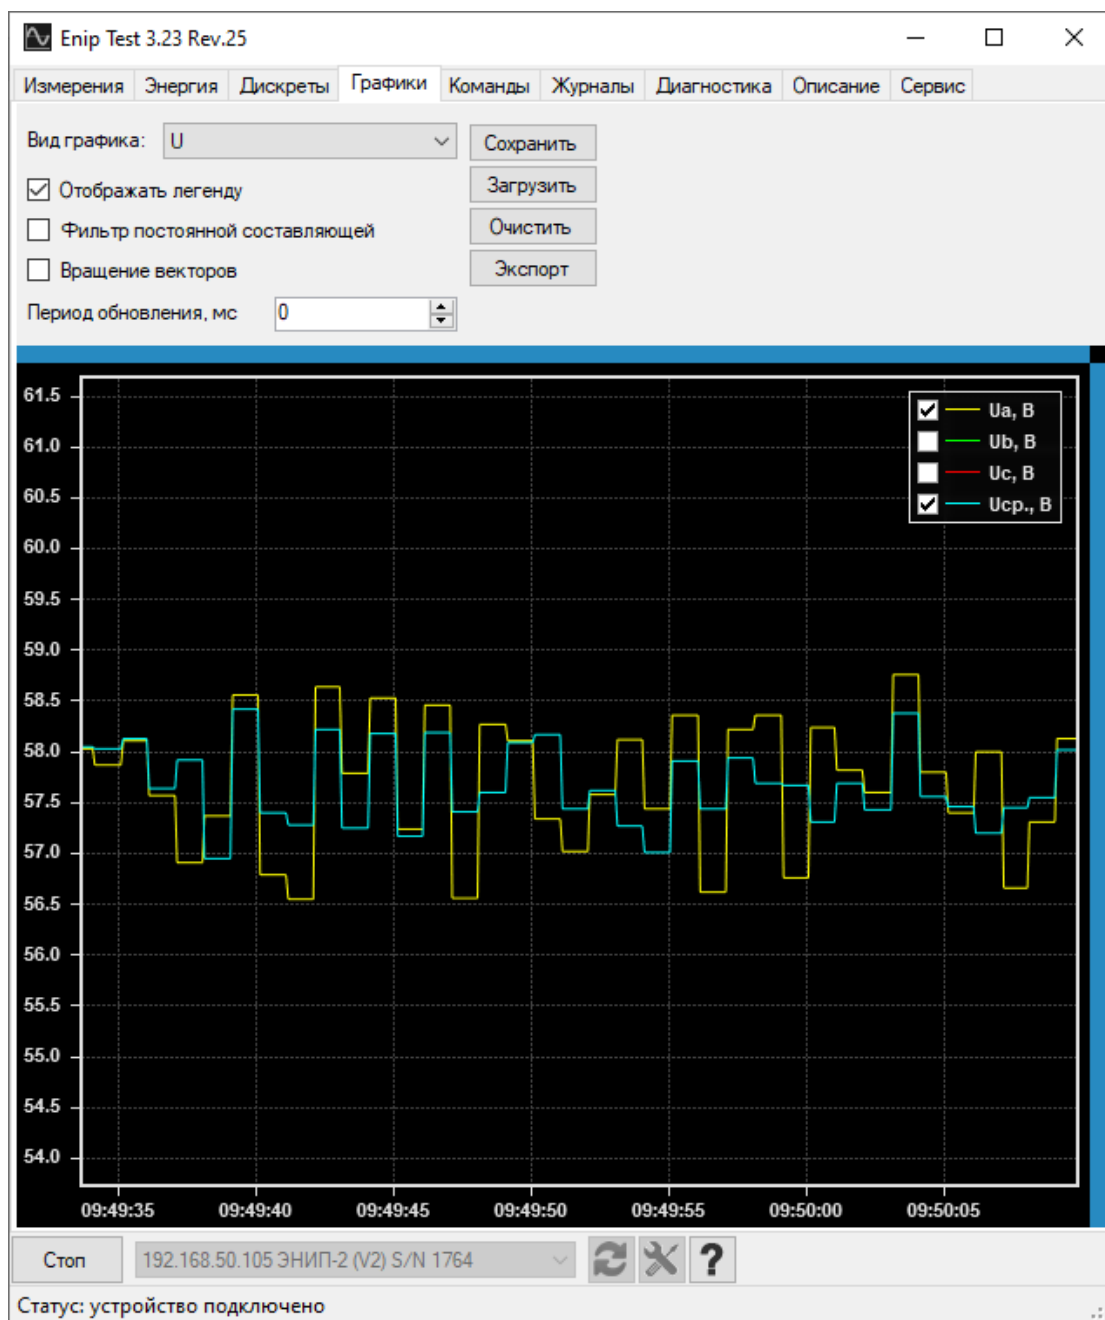 Enip Test 3.23 Rev.25
Измерения Энергия Дискреты Графики Команды Журналы Диагностика Описание Сервис
Вид графика: U Сохранить
Отображать легенду Загрузить
Фильтр постоянной составляющей Очистить
Вращение векторов Экспорт
Период обновления, мс 0
61.5
61.0
60.5
60.0
59.5
59.0
58.5
58.0
57.5
57.0
56.5
56.0
55.5
55.0
54.5
54.0
Ua, В
Ub, В
Uc, В
Uср., В
09:49:35 09:49:40 09:49:45 09:49:50 09:49:55 09:50:00 09:50:05
Стоп 192.168.50.105 ЭНИП-2 (V2) S/N 1764 ?
Статус: устройство подключено